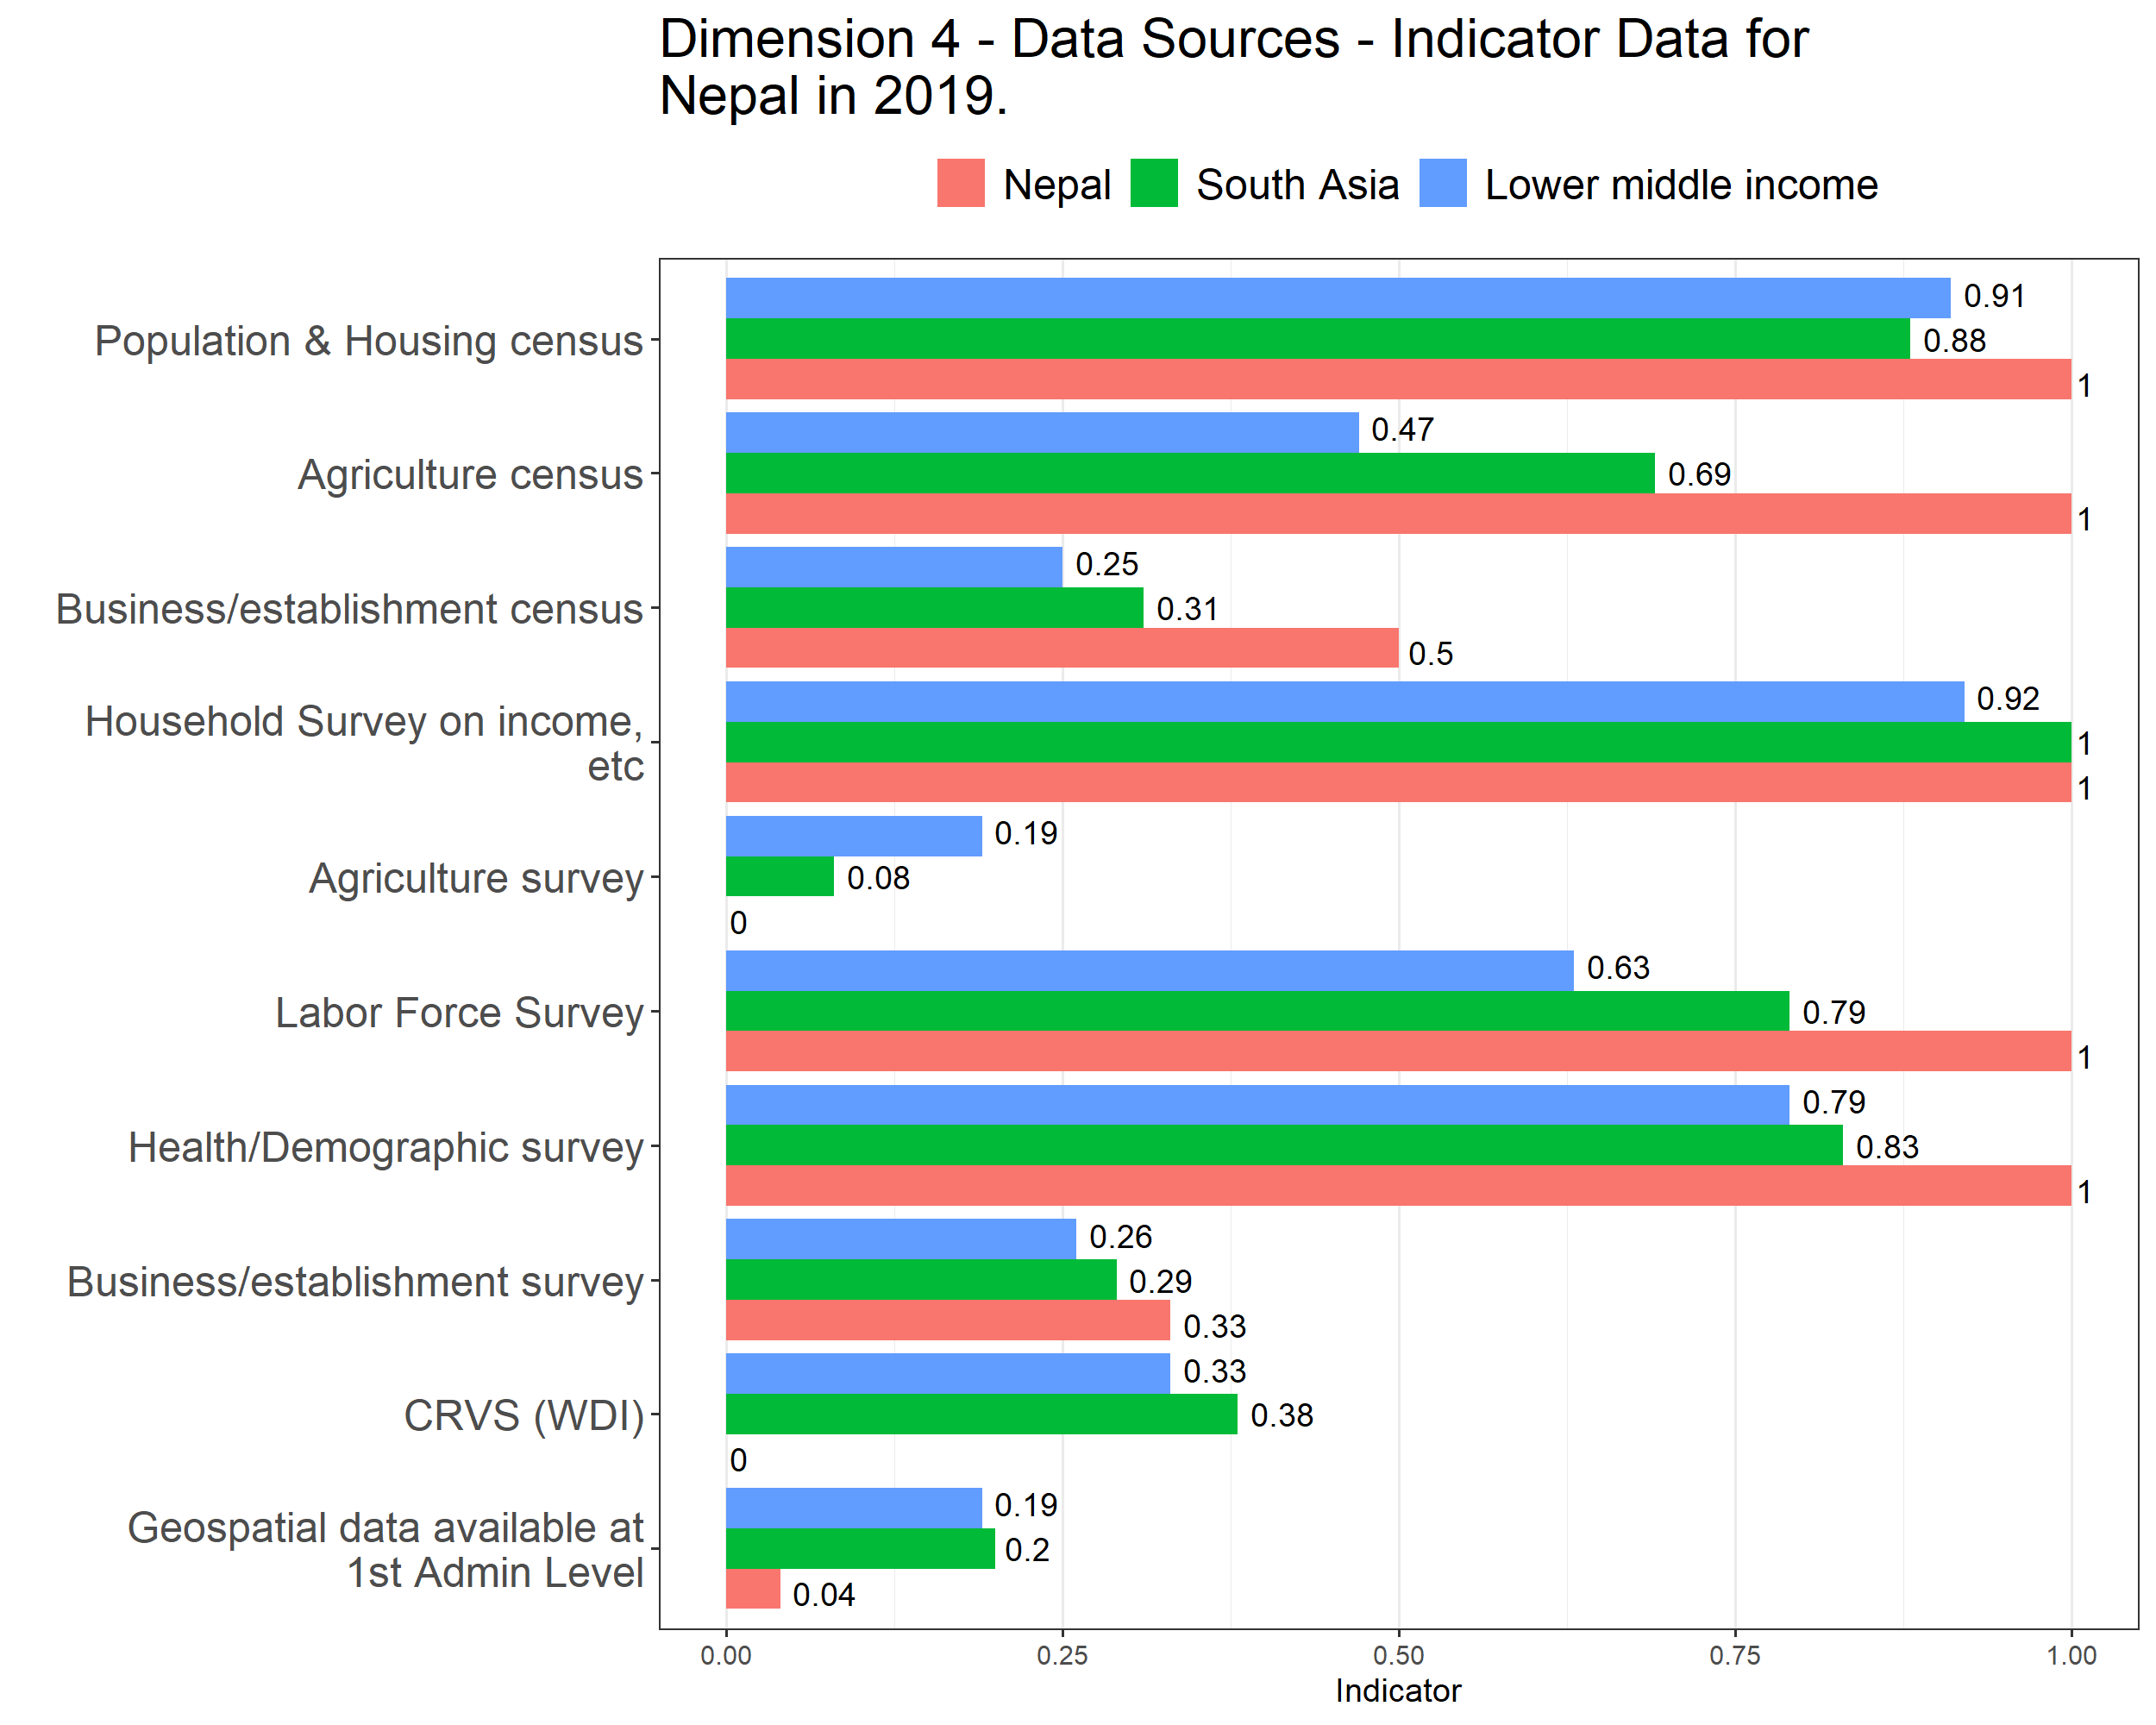 Dimension 4 - Data Sources - Indicator Data for
Nepal in 2019.
Nepal South Asia Lower middle income
Population & Housing census
0.91
0.88
1
Agriculture census
0.47
0.69
1
Business/establishment census
0.25
0.31
0.5
Household Survey on income,
etc
0.92
1
1
Agriculture survey
0.19
0.08
0
Labor Force Survey
0.63
0.79
1
Health/Demographic survey
0.79
0.83
1
Business/establishment survey
0.26
0.29
0.33
CRVS (WDI)
0.33
0.38
0
Geospatial data available at
1st Admin Level
0.19
0.2
0.04
0.00 0.25 0.50 0.75 1.00
Indicator